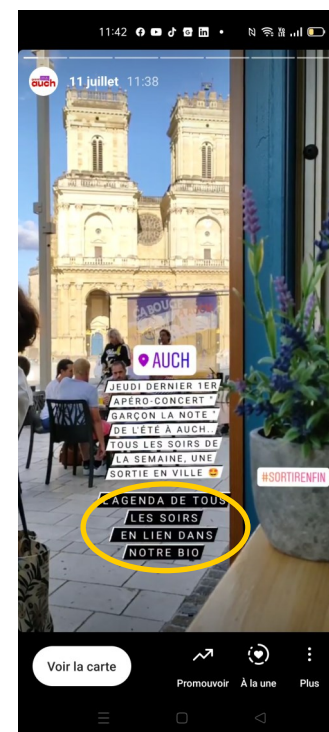 11:42
auch
11 juillet 11:38
CABOUC
AUCH
JEUDI DERNIER 1ER
APÉRO-CONCERT "
GARÇON LA NOTE "
DE L'ÉTÉ À AUCH..
TOUS LES SOIRS DE
LA SEMAINE, UNE
SORTIE EN VILLE 🤩
#SORTIRENFIN
L'AGENDA DE TOUS
LES SOIRS
EN LIEN DANS
NOTRE BIO
Voir la carte
Promouvoir
À la une
Plus